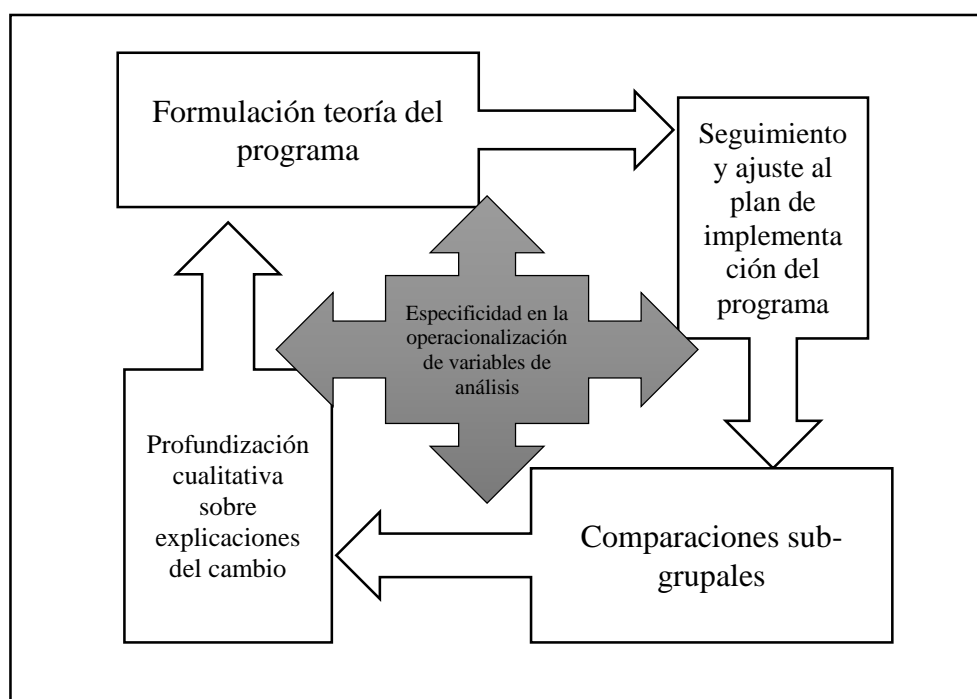 Formulación teoría del
programa
Seguimiento
y ajuste al
plan de
implementa
ción del
programa
Especificidad en la
operacionalización
de variables de
análisis
Profundización
cualitativa
sobre
explicaciones
del cambio
Comparaciones sub-
grupales